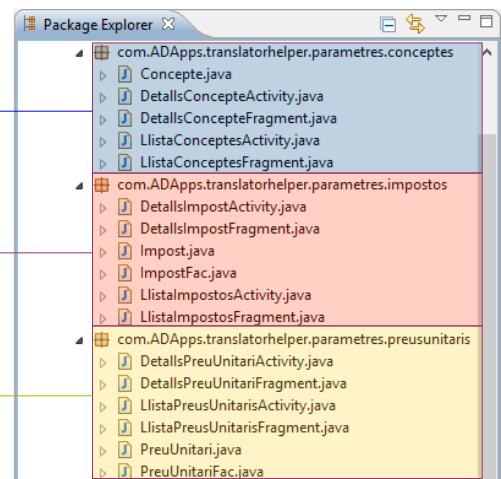 Package Explorer
com.ADApps.translatorhelper.parametres.conceptes
Concepte.java
DetallsConcepteActivity.java
DetallsConcepteFragment.java
LlistaConceptesActivity.java
LlistaConceptesFragment.java
com.ADApps.translatorhelper.parametres.impostos
DetallsImpostActivity.java
DetallsImpostFragment.java
Impost.java
ImpostFac.java
LlistaImpostosActivity.java
LlistaImpostosFragment.java
com.ADApps.translatorhelper.parametres.preusunitaris
DetallsPreuUnitariActivity.java
DetallsPreuUnitariFragment.java
LlistaPreusUnitarisActivity.java
LlistaPreusUnitarisFragment.java
PreuUnitari.java
PreuUnitariFac.java